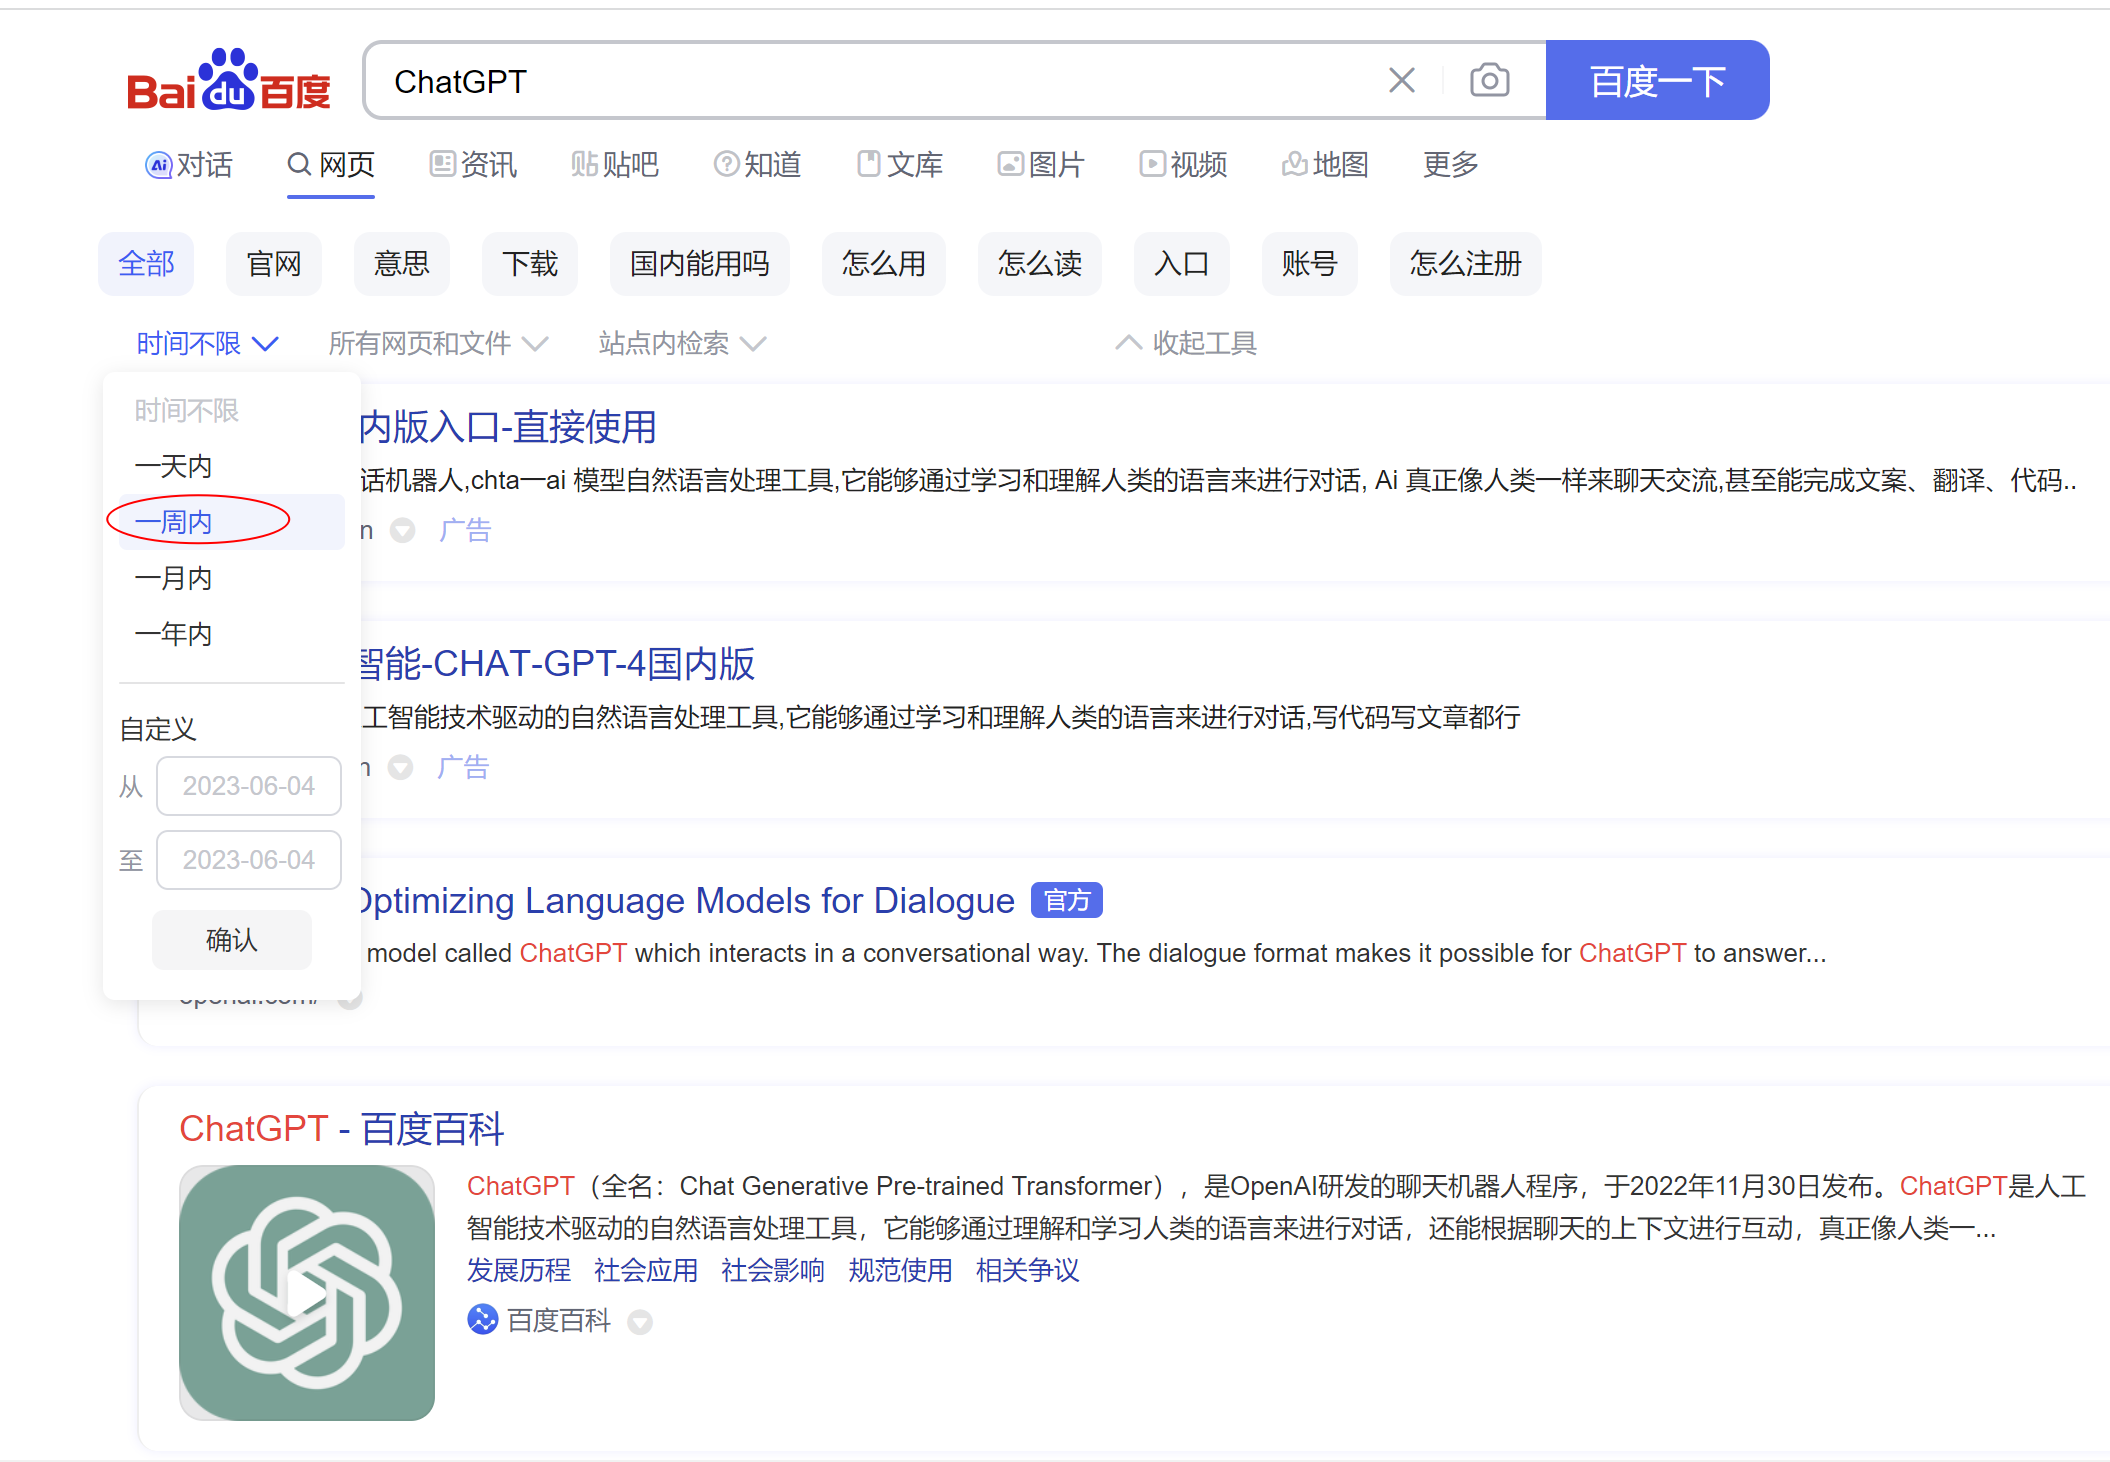 Baidu百度
ChatGPT
百度一下
Ai对话 网页 资讯 贴贴吧 知道 文库 图片 视频 地图 更多
全部 官网 意思 下载 国内能用吗 怎么用 怎么读 入口 账号 怎么注册
时间不限 所有网页和文件 站点内检索 收起工具
时间不限
一天内
一周内
一月内
一年内
自定义
从 2023-06-04
至 2023-06-04
确认
内版入口-直接使用
话机器人,chta一ai 模型自然语言处理工具,它能够通过学习和理解人类的语言来进行对话, Ai 真正像人类一样来聊天交流,甚至能完成文案、翻译、代码..
n 广告
智能-CHAT-GPT-4国内版
工智能技术驱动的自然语言处理工具,它能够通过学习和理解人类的语言来进行对话,写代码写文章都行
n 广告
Optimizing Language Models for Dialogue 官方
model called ChatGPT which interacts in a conversational way. The dialogue format makes it possible for ChatGPT to answer...
openai.com/
ChatGPT - 百度百科
ChatGPT（全名：Chat Generative Pre-trained Transformer），是OpenAI研发的聊天机器人程序，于2022年11月30日发布。ChatGPT是人工
智能技术驱动的自然语言处理工具，它能够通过理解和学习人类的语言来进行对话，还能根据聊天的上下文进行互动，真正像人类一...
发展历程 社会应用 社会影响 规范使用 相关争议
百度百科